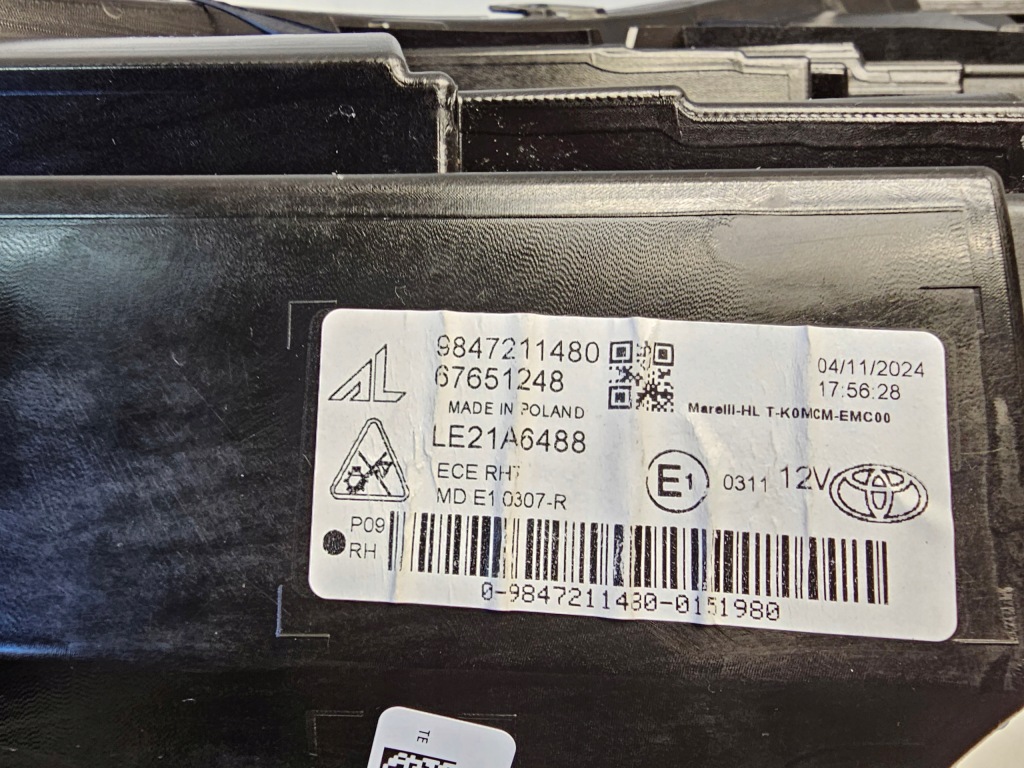 AL
9847211480
67651248
MADE IN POLAND
LE21A6488
ECE RHT
MD E1 0307-R
04/11/2024
17:56:28
Marelli-HL T-K0MCM-EMC00
E1 0311 12V
P09
RH
0-9847211480-0151980
TE